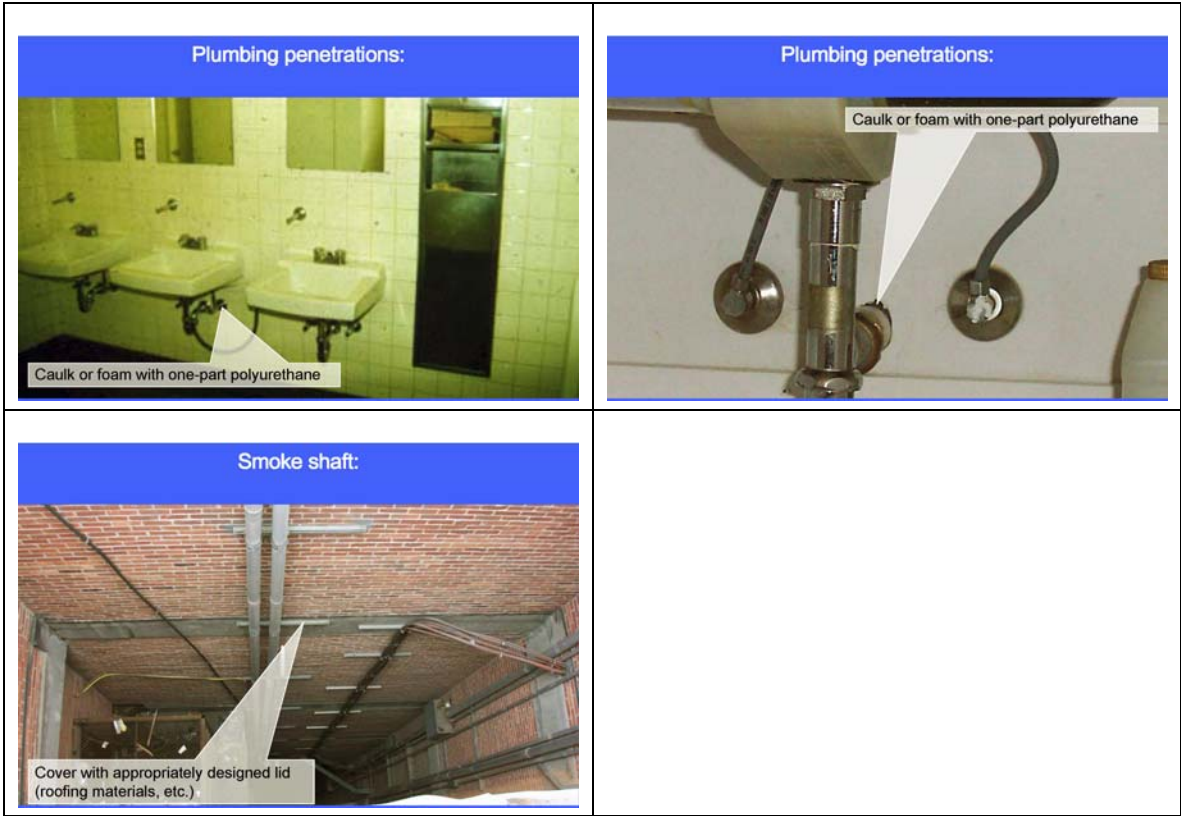 Plumbing penetrations:
Caulk or foam with one-part polyurethane
Plumbing penetrations:
Caulk or foam with one-part polyurethane
Smoke shaft:
Cover with appropriately designed lid
(roofing materials, etc.)